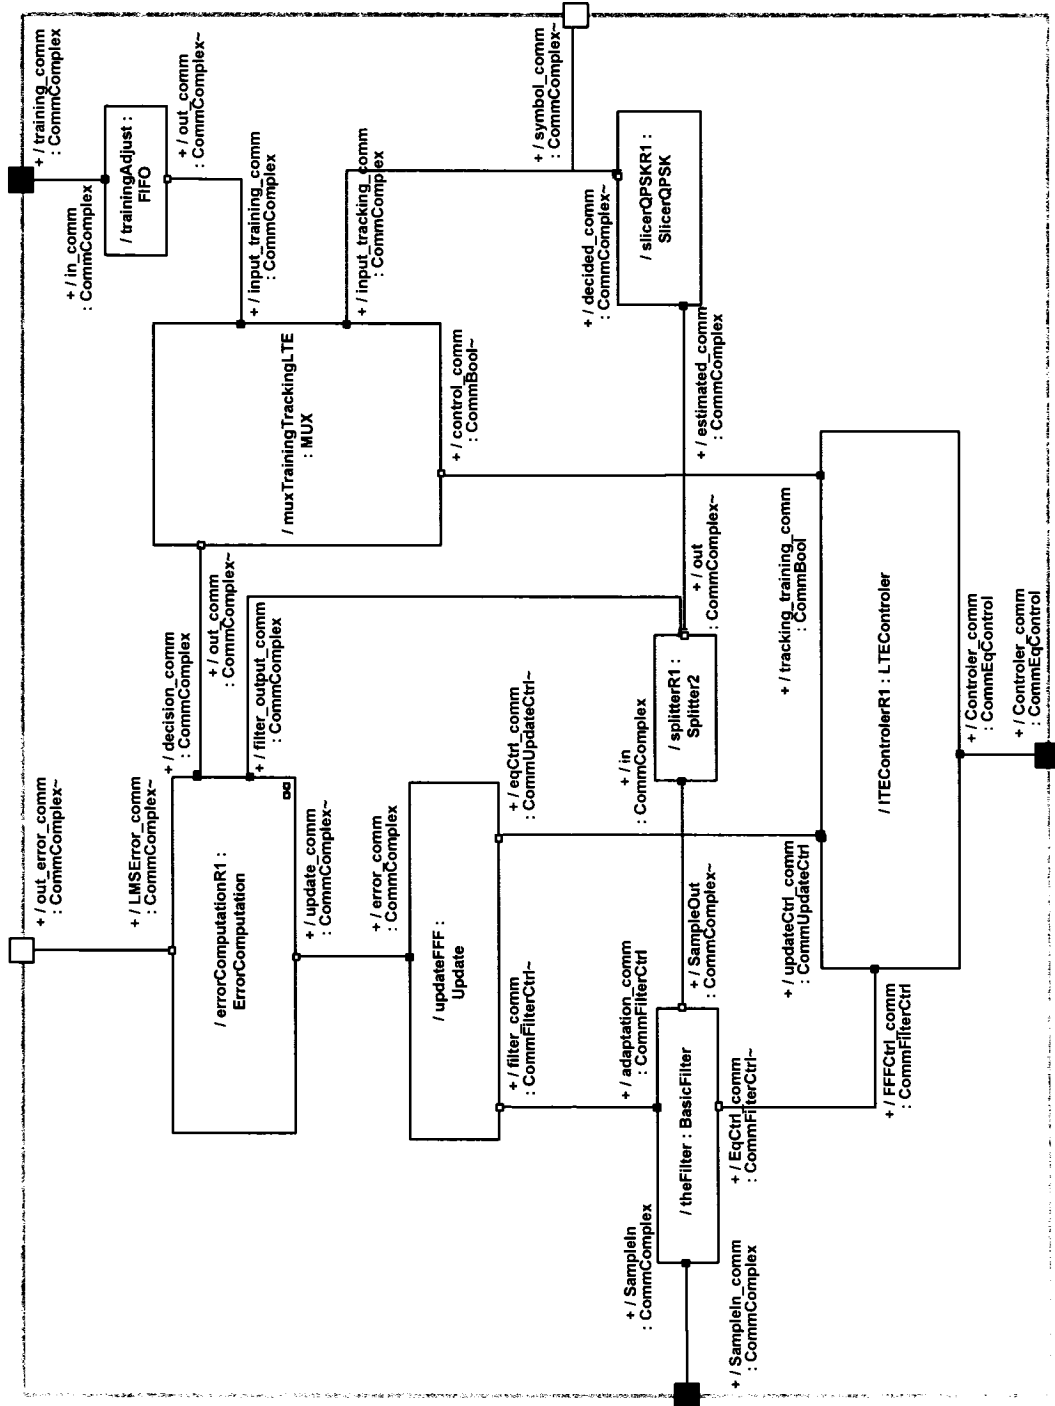 + / out_error_comm
: CommComplex~
+ / LMSError_comm
: CommComplex~
/ errorComputationR1 :
ErrorComputation
+ / decision_comm
: CommComplex
+ / out_comm
: CommComplex~
+ / filter_output_comm
: CommComplex
/ muxTrainingTrackingLTE
: MUX
+ / training_comm
: CommComplex
+ / in_comm
: CommComplex
/ trainingAdjust :
FIFO
+ / out_comm
: CommComplex~
+ / input_training_comm
: CommComplex
+ / input_tracking_comm
: CommComplex
+ / control_comm
: CommBool~
+ / symbol_comm
: CommComplex~
+ / update_comm
: CommComplex~
+ / error_comm
: CommComplex
/ updateFFF :
Update
+ / eqCtrl_comm
: CommUpdateCtrl~
+ / filter_comm
: CommFilterCtrl~
+ / adaptation_comm
: CommFilterCtrl
+ / SampleIn
: CommComplex
+ / SampleIn_comm
: CommComplex
/ theFilter : BasicFilter
+ / SampleOut
: CommComplex~
+ / EqCtrl_comm
: CommFilterCtrl~
+ / in
: CommComplex
/ splitterR1 :
Splitter2
+ / out
: CommComplex~
+ / estimated_comm
: CommComplex
+ / decided_comm
: CommComplex~
/ slicerQPSKR1 :
SlicerQPSK
+ / updateCtrl_comm
: CommUpdateCtrl
+ / tracking_training_comm
: CommBool
/ lTEControlerR1 : LTEControler
+ / FFFCtrl_comm
: CommFilterCtrl
+ / Controler_comm
: CommEqControl
+ / Controler_comm
: CommEqControl